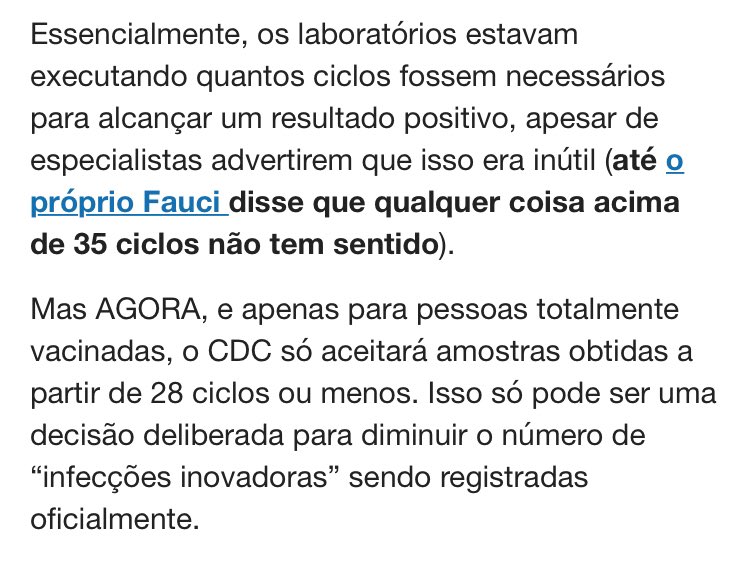 Essencialmente, os laboratórios estavam
executando quantos ciclos fossem necessários
para alcançar um resultado positivo, apesar de
especialistas advertirem que isso era inútil (até o
próprio Fauci disse que qualquer coisa acima
de 35 ciclos não tem sentido).
Mas AGORA, e apenas para pessoas totalmente
vacinadas, o CDC só aceitará amostras obtidas a
partir de 28 ciclos ou menos. Isso só pode ser uma
decisão deliberada para diminuir o número de
“infecções inovadoras” sendo registradas
oficialmente.